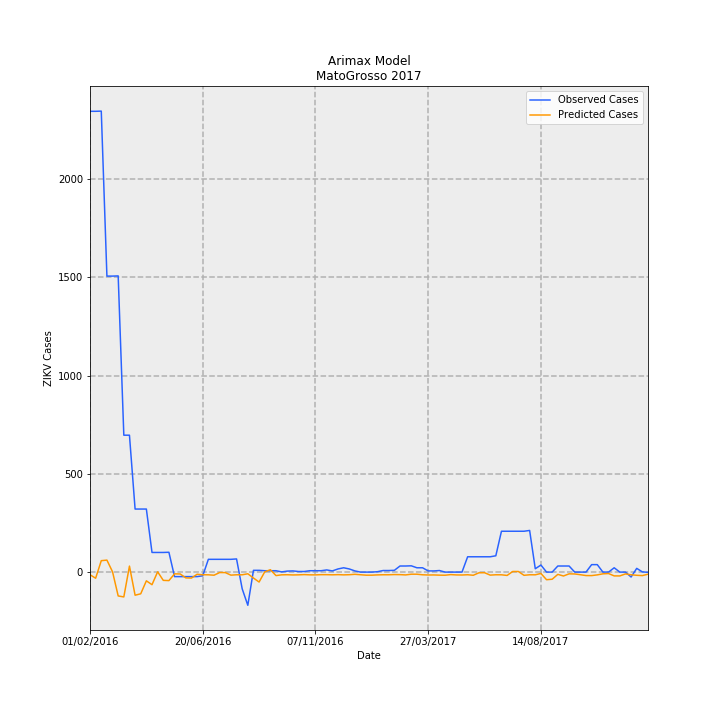 Arimax Model
MatoGrosso 2017
Observed Cases
Predicted Cases
ZIKV Cases
2000
1500
1000
500
0
01/02/2016
20/06/2016
07/11/2016
27/03/2017
14/08/2017
Date